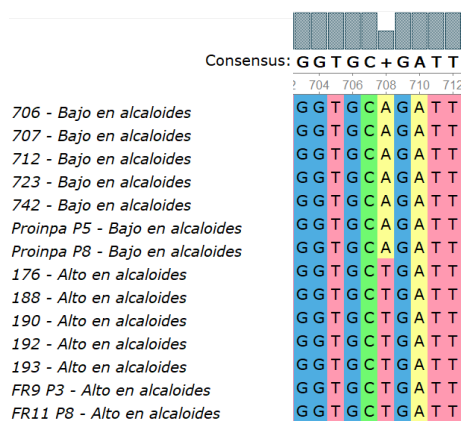 Consensus: G G T G C + G A T T
2 704 706 708 710 712
706 - Bajo en alcaloides G G T G C A G A T T
707 - Bajo en alcaloides G G T G C A G A T T
712 - Bajo en alcaloides G G T G C A G A T T
723 - Bajo en alcaloides G G T G C A G A T T
742 - Bajo en alcaloides G G T G C A G A T T
Proinpa P5 - Bajo en alcaloides G G T G C A G A T T
Proinpa P8 - Bajo en alcaloides G G T G C A G A T T
176 - Alto en alcaloides G G T G C T G A T T
188 - Alto en alcaloides G G T G C T G A T T
190 - Alto en alcaloides G G T G C T G A T T
192 - Alto en alcaloides G G T G C T G A T T
193 - Alto en alcaloides G G T G C T G A T T
FR9 P3 - Alto en alcaloides G G T G C T G A T T
FR11 P8 - Alto en alcaloides G G T G C T G A T T